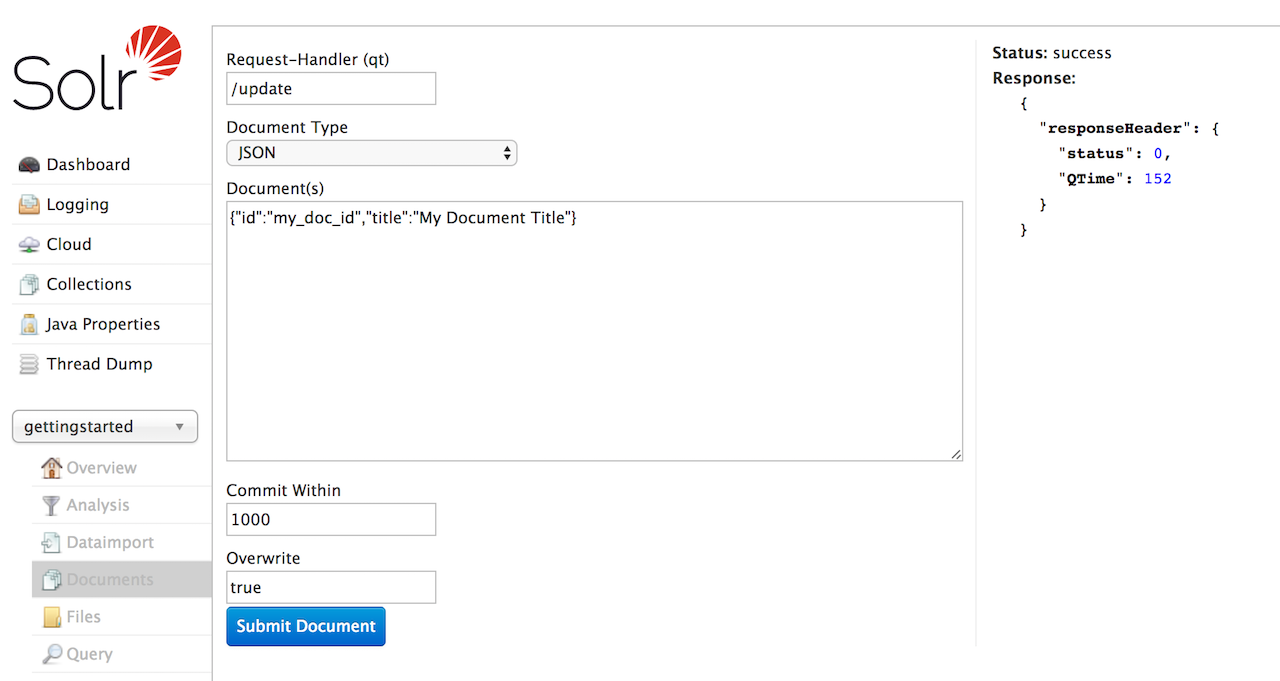 Solr
Dashboard
Logging
Cloud
Collections
Java Properties
Thread Dump
gettingstarted
Overview
Analysis
Dataimport
Documents
Files
Query
Request-Handler (qt)
/update
Document Type
JSON
Document(s)
{"id":"my_doc_id","title":"My Document Title"}
Commit Within
1000
Overwrite
true
Submit Document
Status: success
Response:
{
"responseHeader": {
"status": 0,
"QTime": 152
}
}